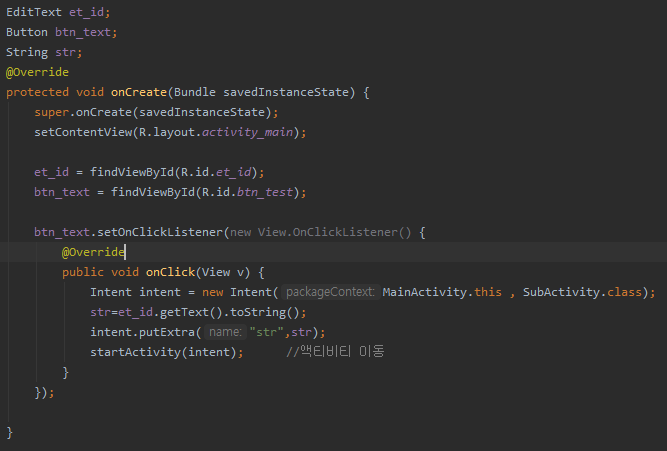 EditText et_id;
Button btn_text;
String str;
@Override
protected void onCreate(Bundle savedInstanceState) {
super.onCreate(savedInstanceState);
setContentView(R.layout.activity_main);
et_id = findViewById(R.id.et_id);
btn_text = findViewById(R.id.btn_test);
btn_text.setOnClickListener(new View.OnClickListener() {
@Override
public void onClick(View v) {
Intent intent = new Intent( packageContext: MainActivity.this , SubActivity.class);
str=et_id.getText().toString();
intent.putExtra( name: "str",str);
startActivity(intent);      //액티비티 이동
}
});
}